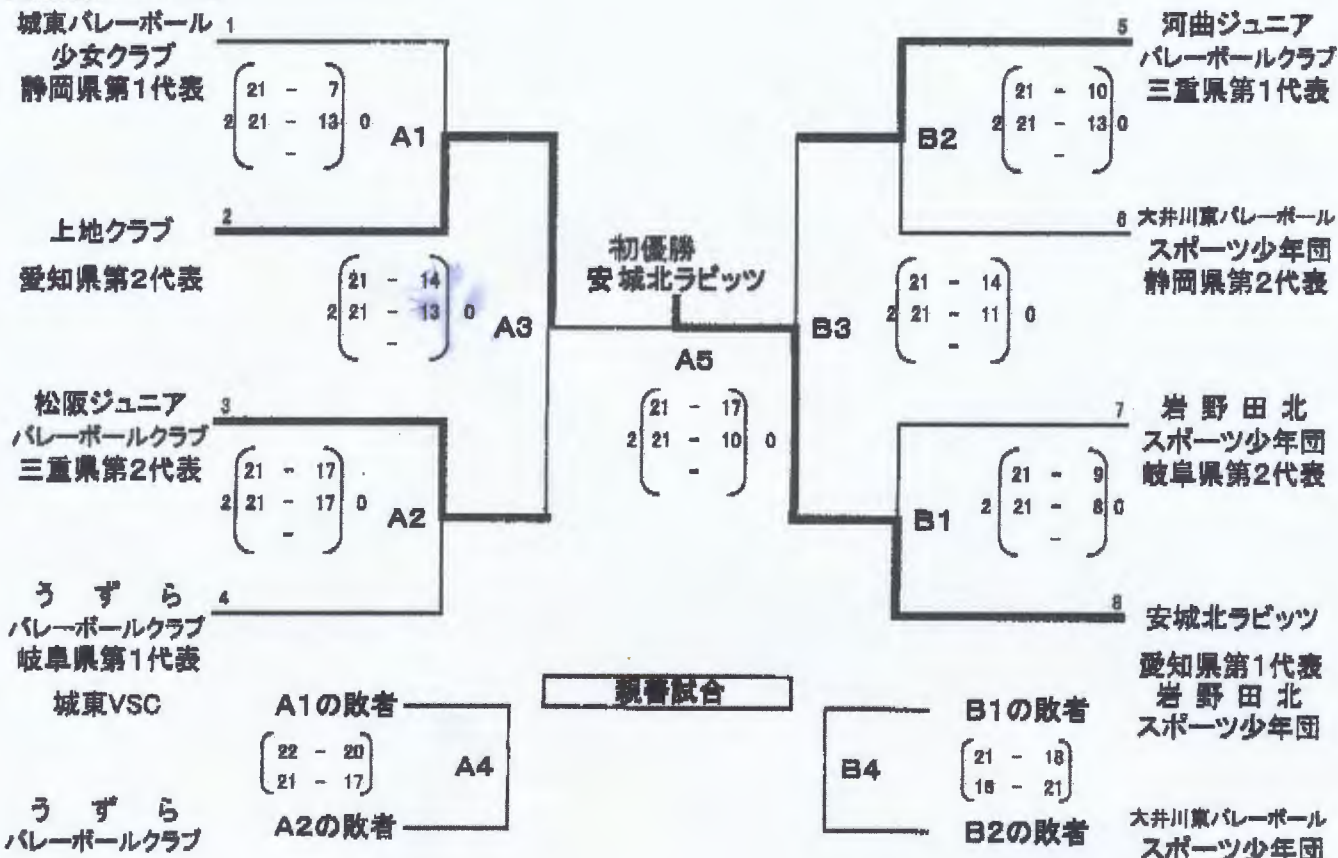 城東バレーボール 1
少女クラブ
静岡県第1代表
21 - 7
2 21 - 13 0
-
A1
2
上地クラブ
愛知県第2代表
21 - 14
2 21 - 13 0
-
A3
松阪ジュニア 3
バレーボールクラブ
三重県第2代表
21 - 17
2 21 - 17 0
-
A2
うずら 4
バレーボールクラブ
岐阜県第1代表
初優勝
安城北ラビッツ
A5
21 - 17
2 21 - 10 0
-
5 河曲ジュニア
バレーボールクラブ
三重県第1代表
21 - 10
2 21 - 13 0
-
B2
6 大井川東バレーボール
スポーツ少年団
静岡県第2代表
B3
21 - 14
2 21 - 11 0
-
7 岩野田北
スポーツ少年団
岐阜県第2代表
B1
21 - 9
2 21 - 8 0
-
8 安城北ラビッツ
愛知県第1代表
親善試合
城東VSC A1の敗者
22 - 20
21 - 17
A4
うずら
バレーボールクラブ
A2の敗者
B1の敗者 岩野田北
スポーツ少年団
B4
21 - 18
16 - 21
B2の敗者 大井川東バレーボール
スポーツ少年団